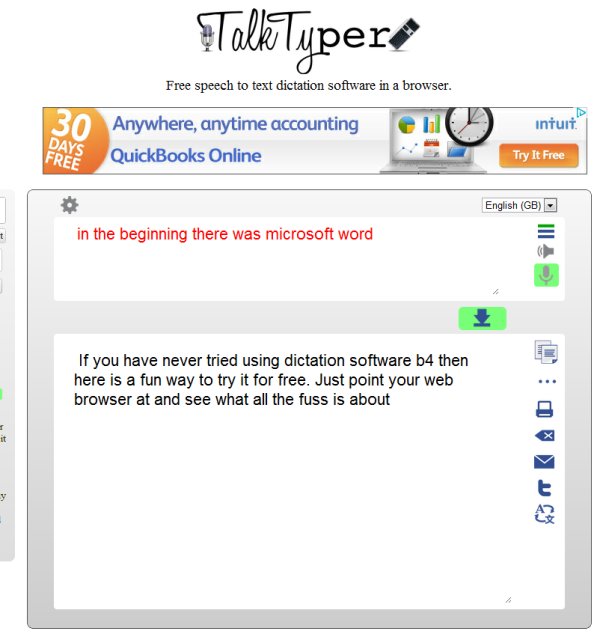 TalkTyper
Free speech to text dictation software in a browser.
30
DAYS
FREE
Anywhere, anytime accounting
QuickBooks Online
intuit
Try It Free
English (GB)
in the beginning there was microsoft word
If you have never tried using dictation software b4 then
here is a fun way to try it for free. Just point your web
browser at and see what all the fuss is about